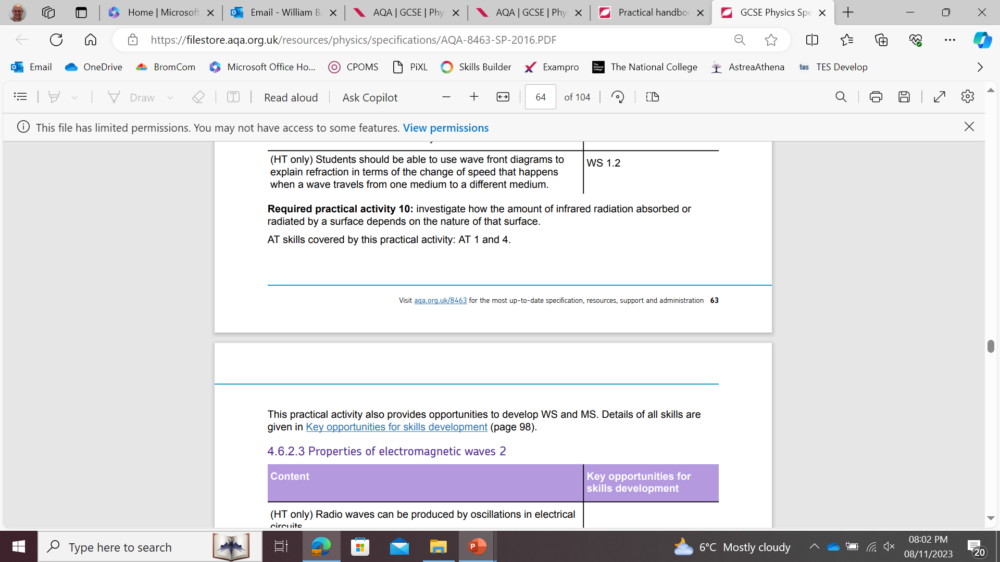 Home | Microsoft
Email - William Ba
AQA | GCSE | Phy
AQA | GCSE | Phy
Practical handbo
GCSE Physics Spe
https://filestore.aqa.org.uk/resources/physics/specifications/AQA-8463-SP-2016.PDF
Email
OneDrive
BromCom
Microsoft Office Ho...
CPOMS
PiXL
Skills Builder
Exampro
The National College
AstreaAthena
tes
TES Develop
Draw
Read aloud
Ask Copilot
64
of 104
This file has limited permissions. You may not have access to some features. View permissions
(HT only) Students should be able to use wave front diagrams to
explain refraction in terms of the change of speed that happens
when a wave travels from one medium to a different medium.
WS 1.2
Required practical activity 10: investigate how the amount of infrared radiation absorbed or
radiated by a surface depends on the nature of that surface.
AT skills covered by this practical activity: AT 1 and 4.
Visit aqa.org.uk/8463 for the most up-to-date specification, resources, support and administration 63
This practical activity also provides opportunities to develop WS and MS. Details of all skills are
given in Key opportunities for skills development (page 98).
4.6.2.3 Properties of electromagnetic waves 2
Content
Key opportunities for
skills development
(HT only) Radio waves can be produced by oscillations in electrical
circuits.
Type here to search
6°C Mostly cloudy
08:02 PM
08/11/2023
20